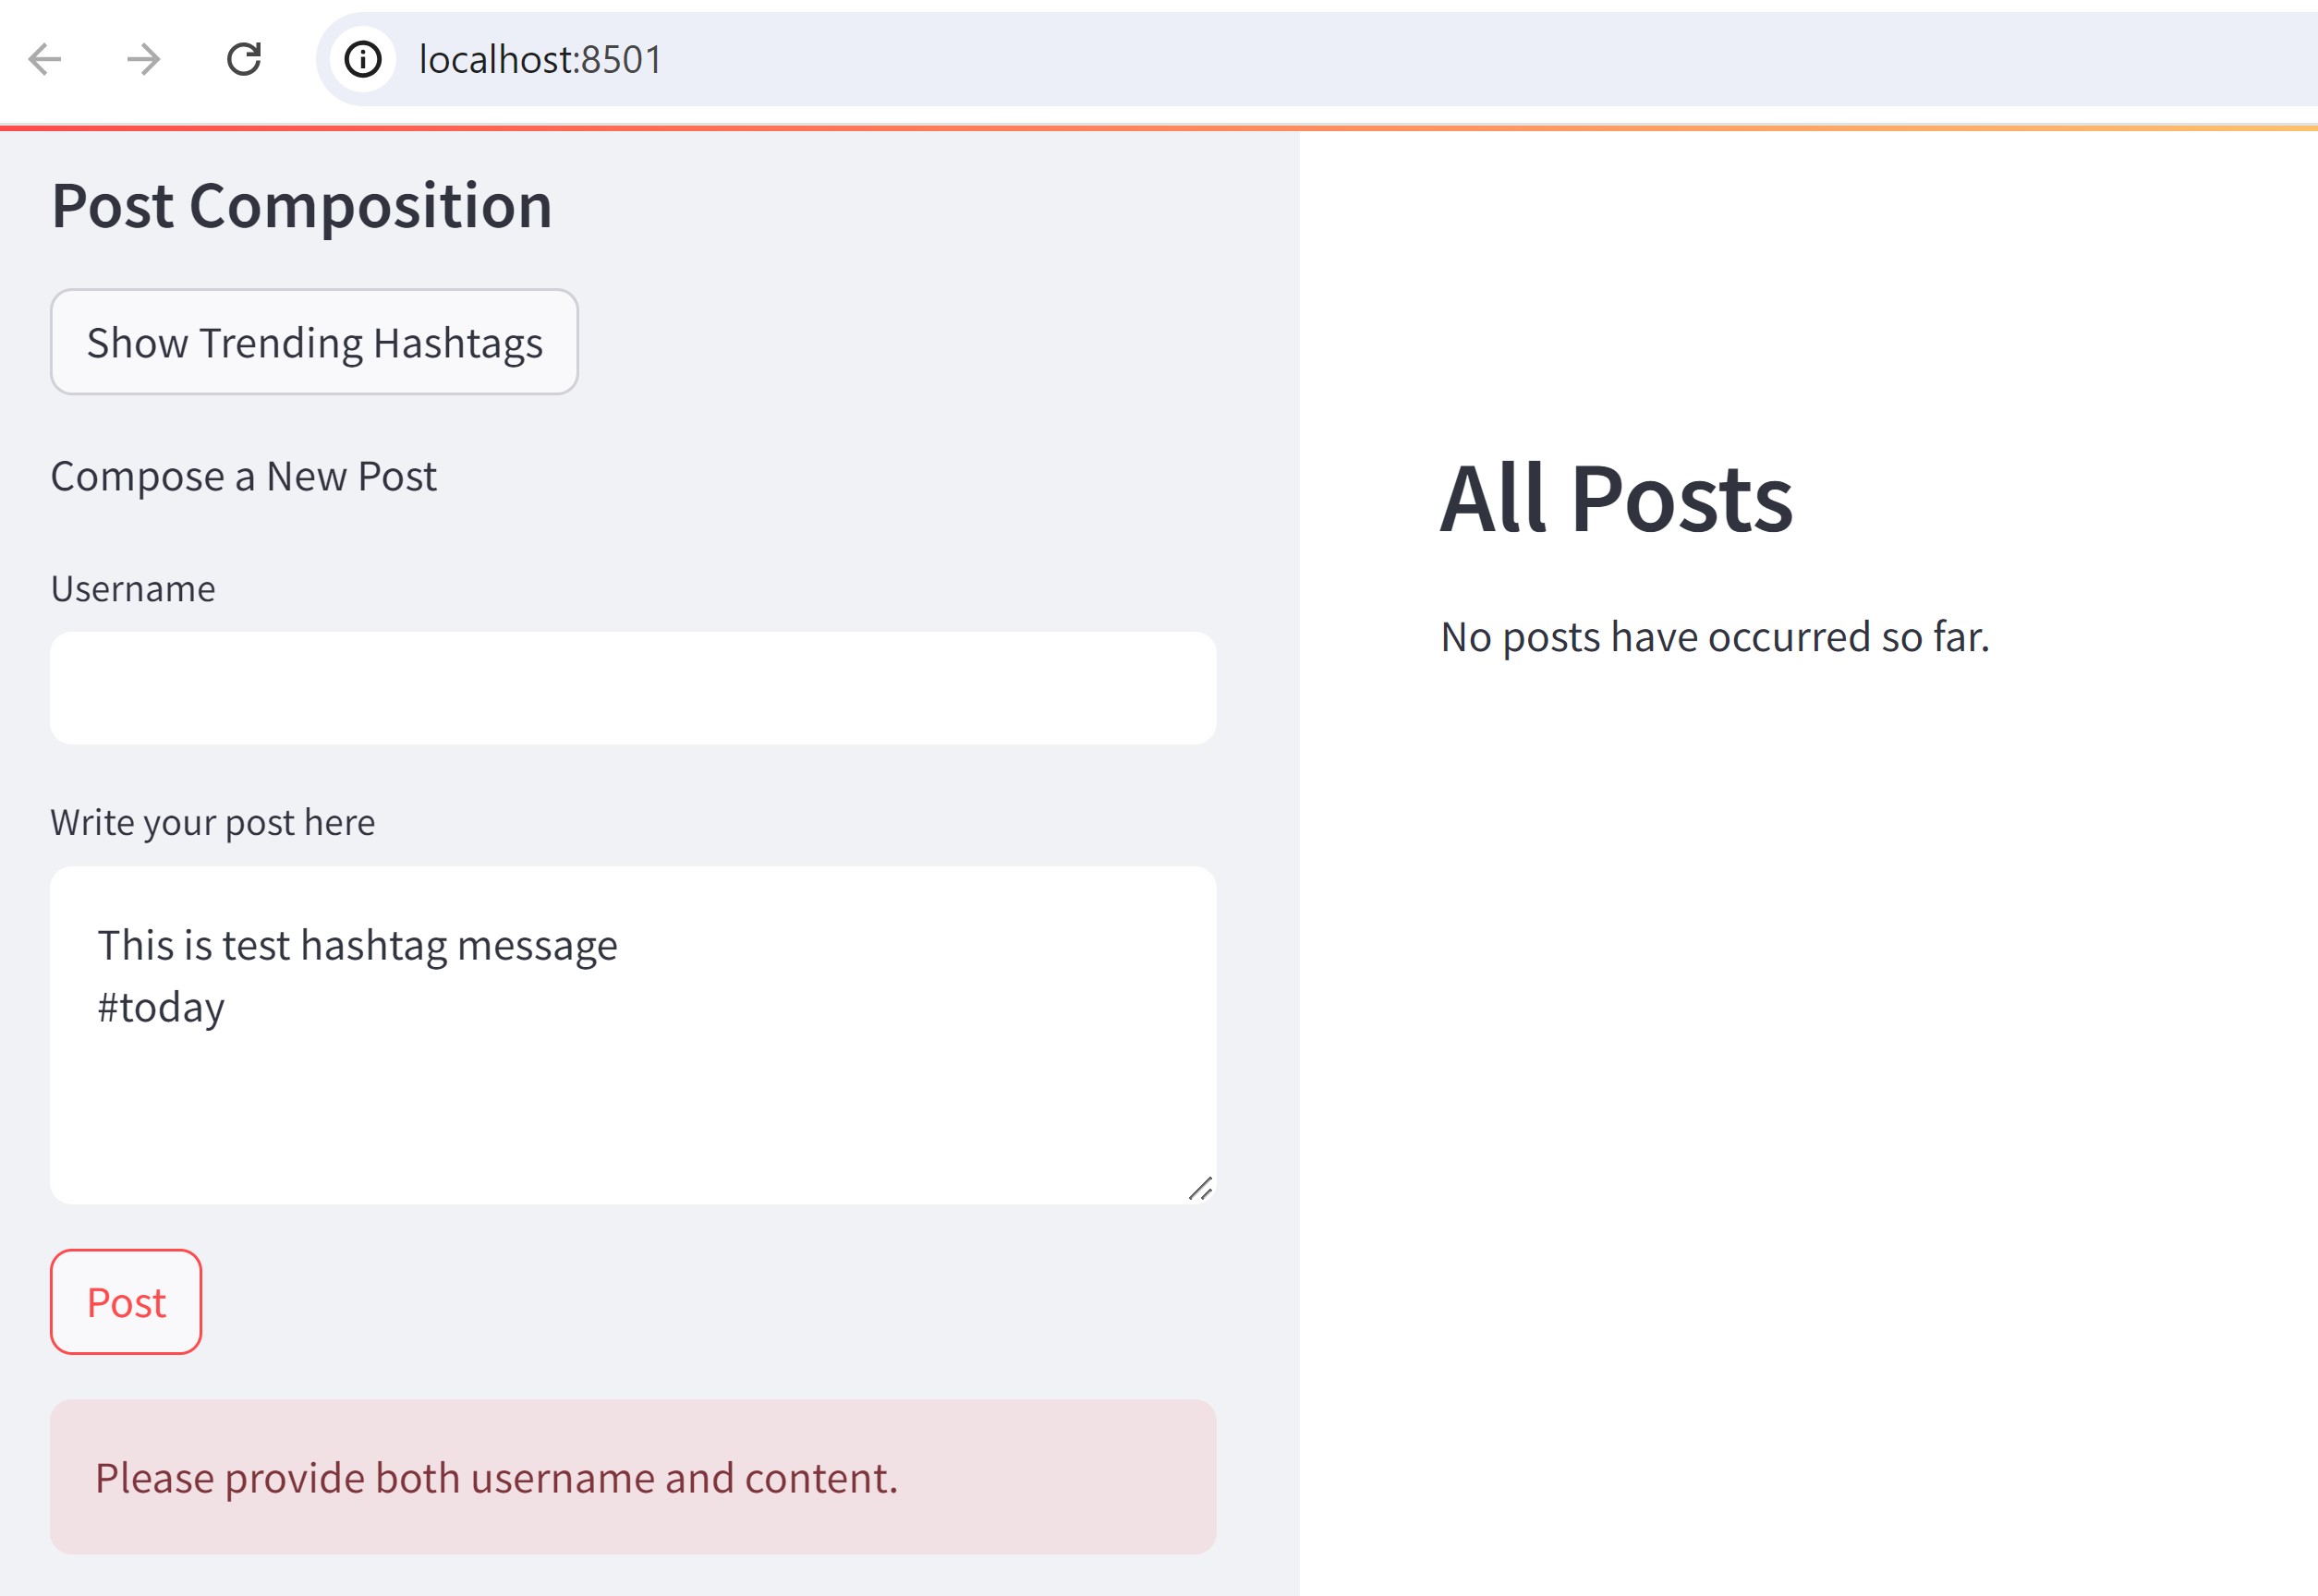 localhost:8501
Post Composition
Show Trending Hashtags
Compose a New Post
Username
Write your post here
This is test hashtag message
#today
Post
Please provide both username and content.
All Posts
No posts have occurred so far.